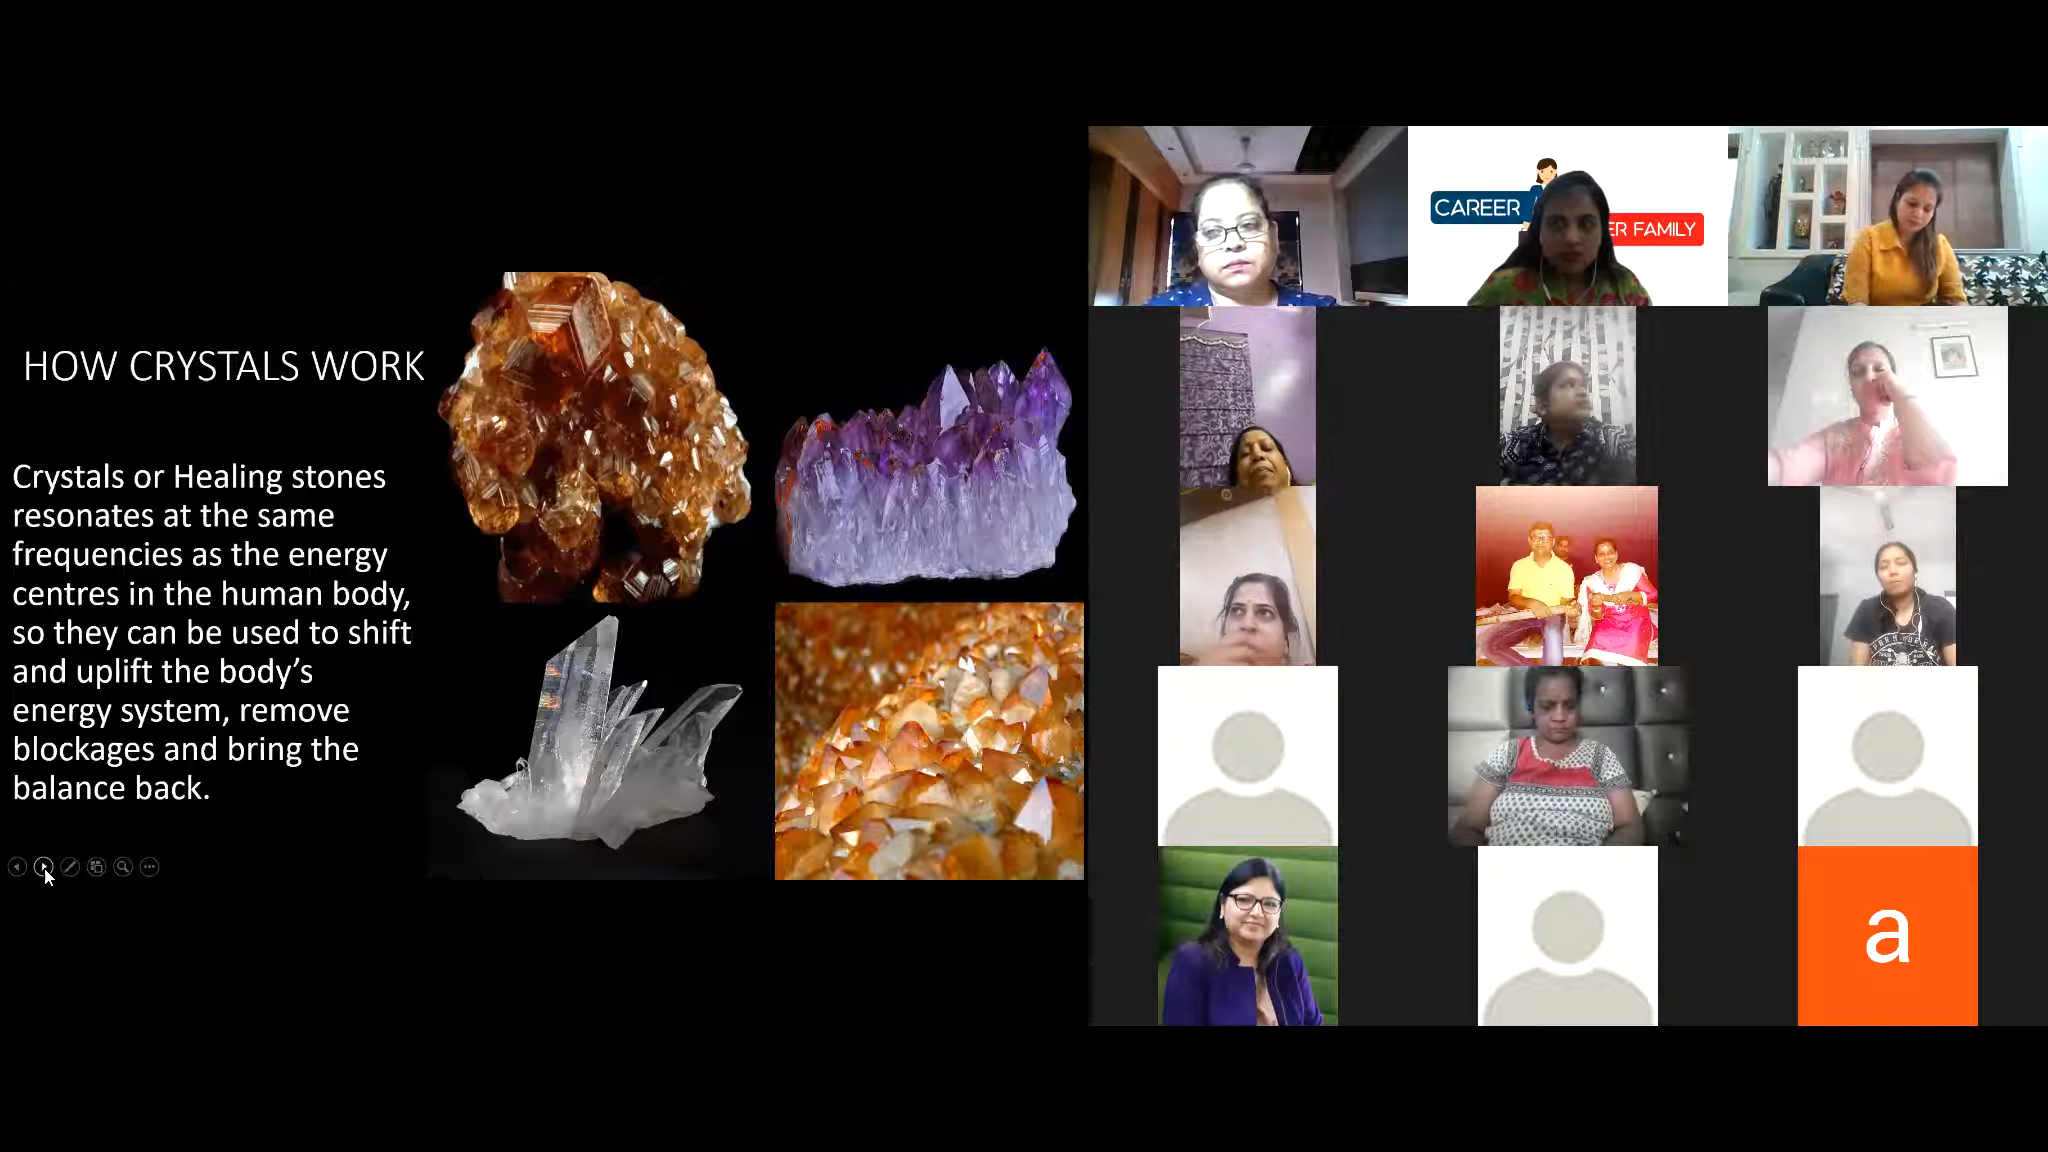 HOW CRYSTALS WORK
Crystals or Healing stones
resonates at the same
frequencies as the energy
centres in the human body,
so they can be used to shift
and uplift the body’s
energy system, remove
blockages and bring the
balance back.
CAREER
ER FAMILY
a